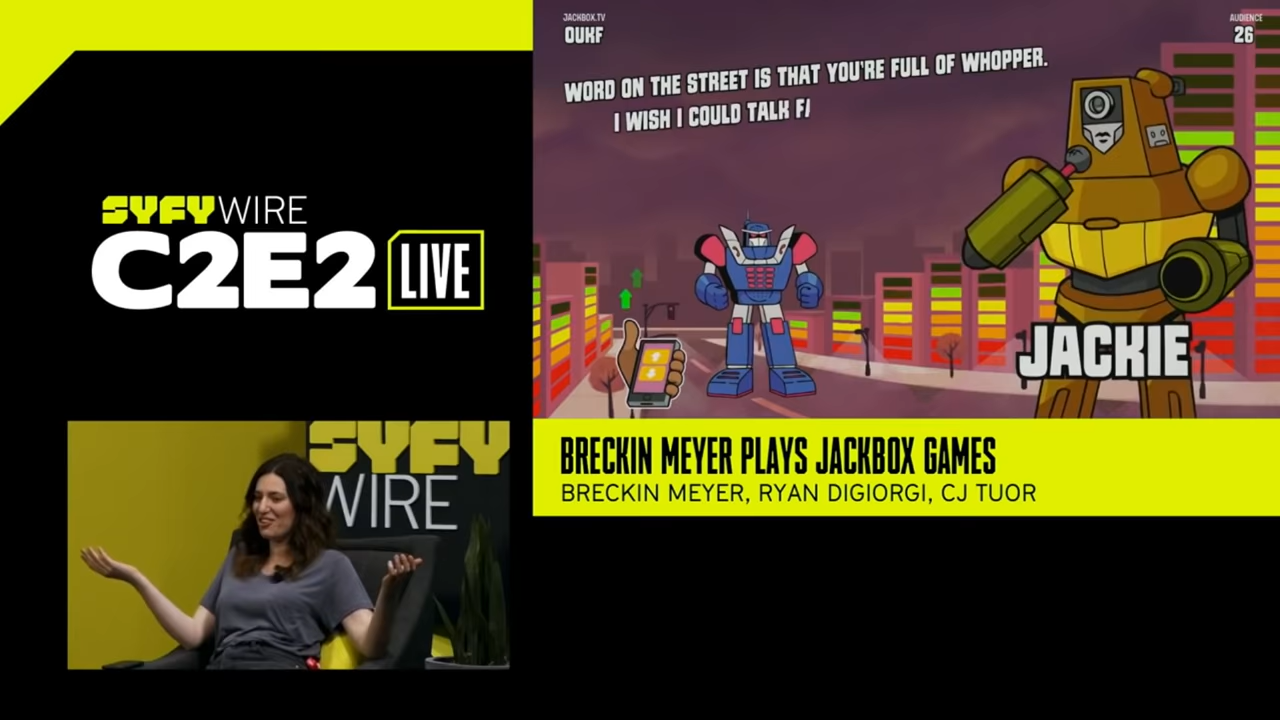 SYFY WIRE
C2E2 LIVE
SYFY
WIRE
JACKBOX.TV
OUKF
AUDIENCE
26
WORD ON THE STREET IS THAT YOU'RE FULL OF WHOPPER.
I WISH I COULD TALK F/
JACKIE
BRECKIN MEYER PLAYS JACKBOX GAMES
BRECKIN MEYER, RYAN DIGIORGI, CJ TUOR